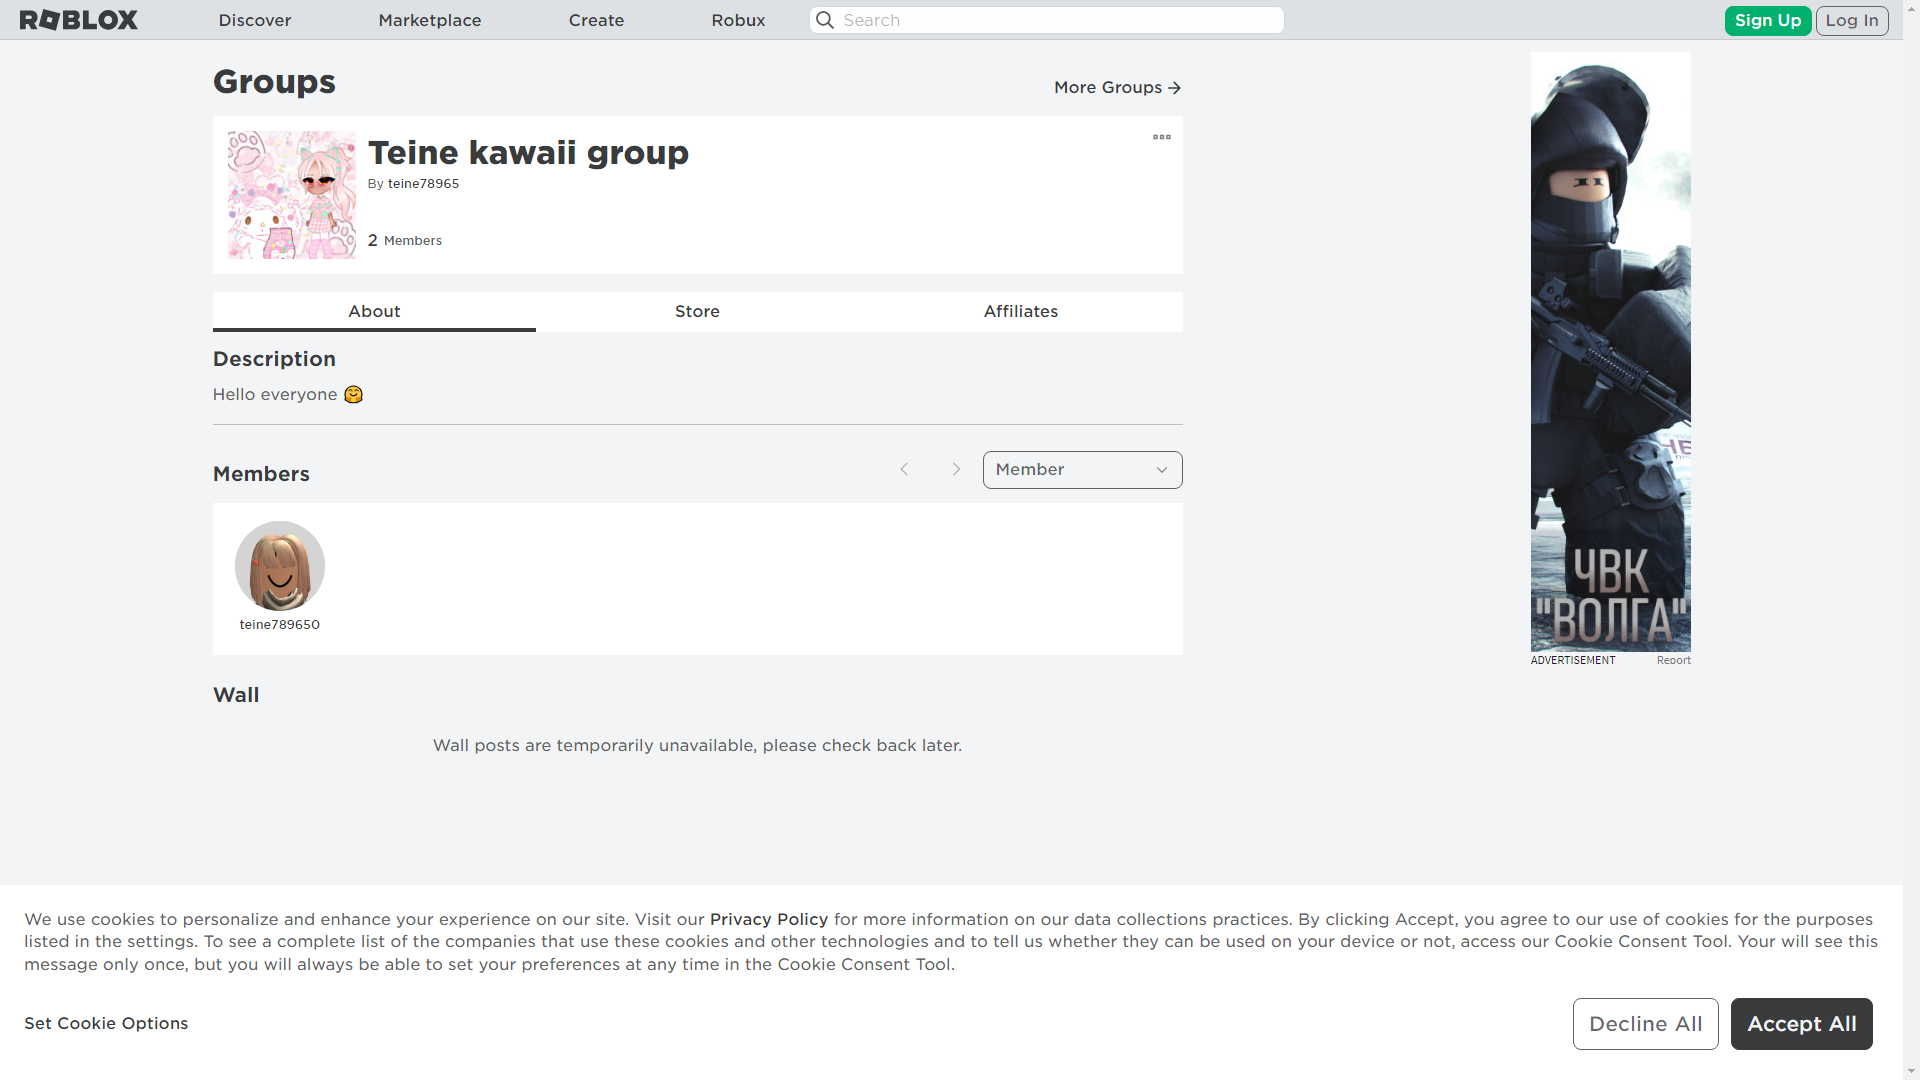 ROBLOX
Discover
Marketplace
Create
Robux
Search
Sign Up
Log In
Groups
More Groups
Teine kawaii group
By teine78965
2 Members
About
Store
Affiliates
Description
Hello everyone 🤗
Members
Member
teine789650
Wall
Wall posts are temporarily unavailable, please check back later.
ЧВК
"ВОЛГА"
ADVERTISEMENT
Report
We use cookies to personalize and enhance your experience on our site. Visit our Privacy Policy for more information on our data collections practices. By clicking Accept, you agree to our use of cookies for the purposes
listed in the settings. To see a complete list of the companies that use these cookies and other technologies and to tell us whether they can be used on your device or not, access our Cookie Consent Tool. Your will see this
message only once, but you will always be able to set your preferences at any time in the Cookie Consent Tool.
Set Cookie Options
Decline All
Accept All